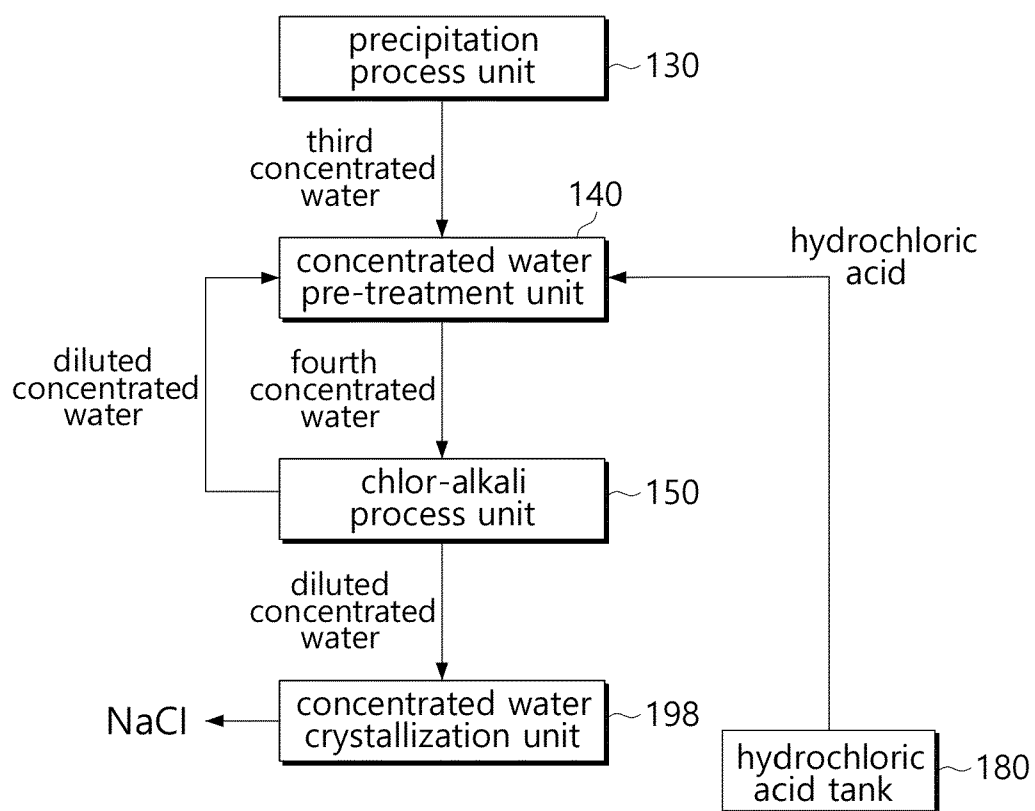 precipitation
process unit
130
third
concentrated
water
140
concentrated water
pre-treatment unit
hydrochloric
acid
diluted
concentrated
water
fourth
concentrated
water
chlor-alkali
process unit
150
diluted
concentrated
water
NaCl
concentrated water
crystallization unit
198
hydrochloric
acid tank
180